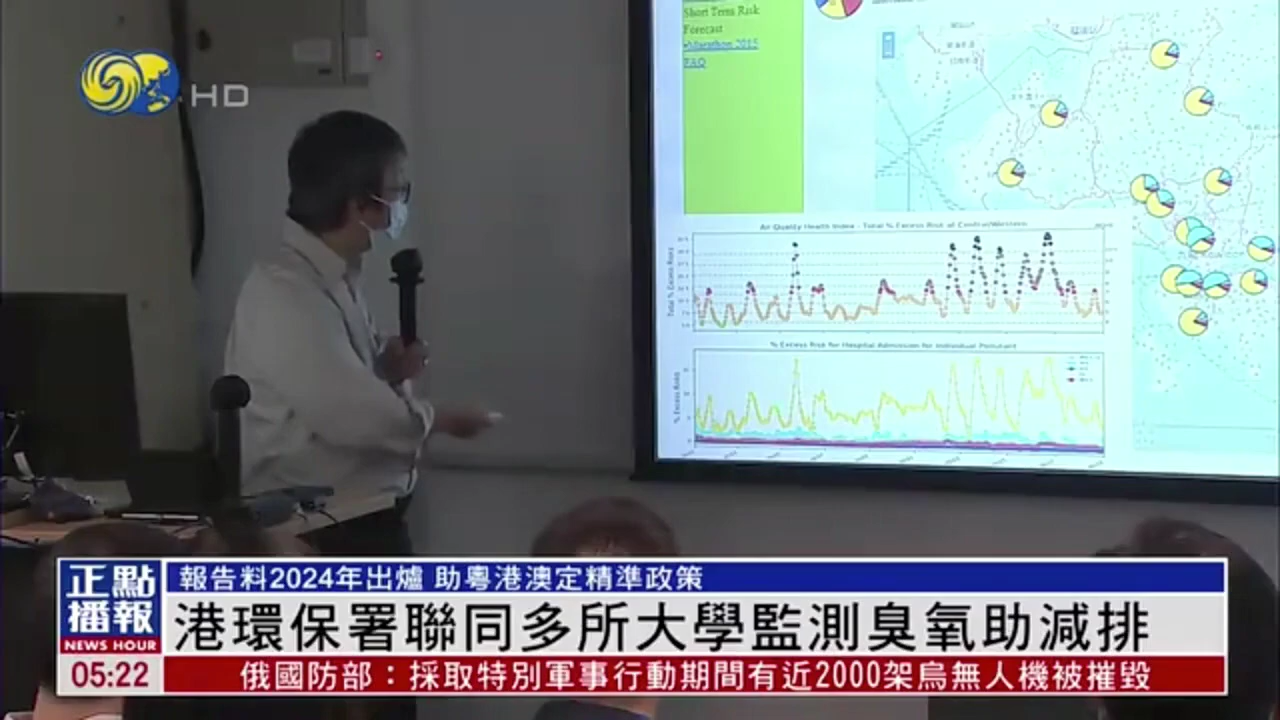 Short Term Risk
Forecast
Marathon 2015
FAQ
HD
Air Quality Health Index - Total % Excess Risk of Central/Western
Total % Excess Risks
% Excess Risk for Hospital Admission for Individual Pollutant
% Excess Risks
正點
播報
NEWS HOUR
05:22
報告料2024年出爐 助粵港澳定精準政策
港環保署聯同多所大學監測臭氧助減排
俄國防部：採取特別軍事行動期間有近2000架烏無人機被摧毀